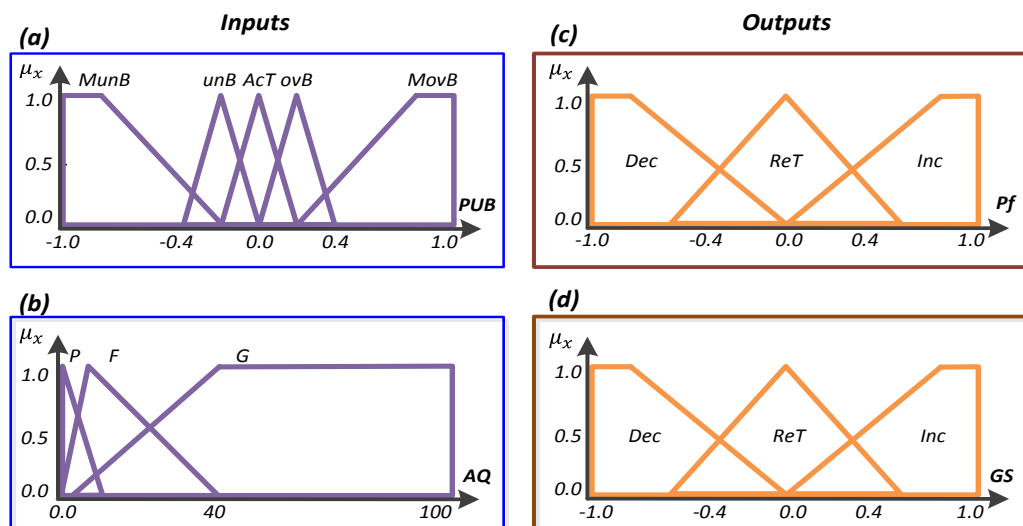 Inputs
Outputs
(a)
μx
MunB unB AcT ovB MovB
1.0
0.5
0.0
PUB
-1.0 -0.4 0.0 0.4 1.0
(c)
μx
1.0
0.5
0.0
Dec ReT Inc
Pf
-1.0 -0.4 0.0 0.4 1.0
(b)
μx
P F G
1.0
0.5
0.0
AQ
0.0 40 100
(d)
μx
1.0
0.5
0.0
Dec ReT Inc
GS
-1.0 -0.4 0.0 0.4 1.0